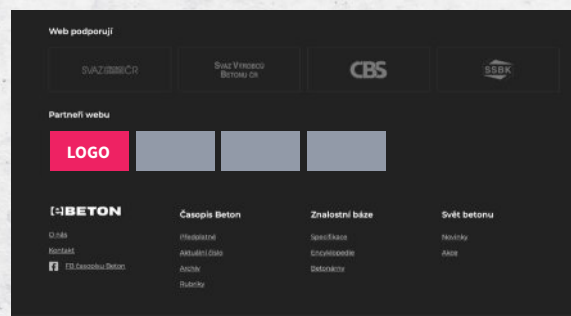 Web podporují
SVAZ ČR
SVAZ VÝROBCŮ
BETONU ČR
CBS
SSBK
Partneři webu
LOGO
eBETON
Časopis Beton
Znalostní báze
Svět betonu
O nás
Předplatné
Specifikace
Novinky
Kontakt
Aktuální číslo
Encyklopedie
Akce
FB časopisu Beton
Archiv
Betonárny
Rubriky